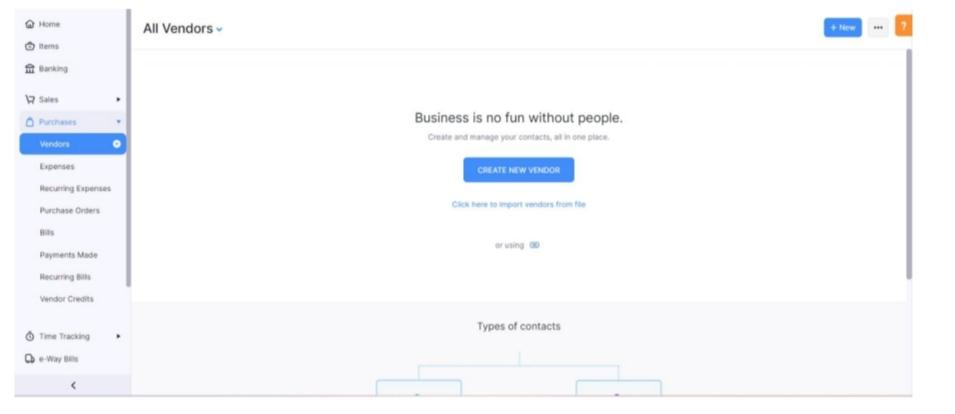 Home
Items
Banking
Sales
Purchases
Vendors
Expenses
Recurring Expenses
Purchase Orders
Bills
Payments Made
Recurring Bills
Vendor Credits
Time Tracking
e-Way Bills
All Vendors
+ New
?
Business is no fun without people.
Create and manage your contacts, all in one place.
CREATE NEW VENDOR
Click here to import vendors from file
or using
Types of contacts